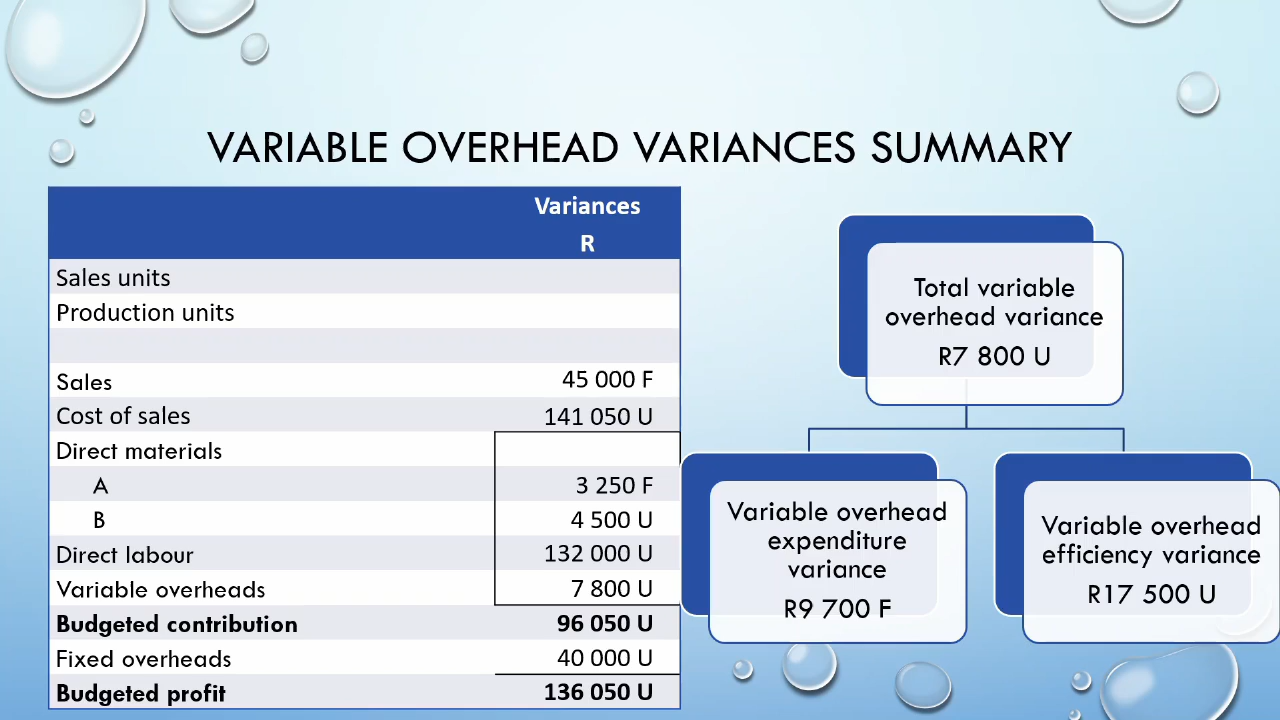 VARIABLE OVERHEAD VARIANCES SUMMARY
Variances
R
Sales units
Production units
Sales 45 000 F
Cost of sales 141 050 U
Direct materials
A 3 250 F
B 4 500 U
Direct labour 132 000 U
Variable overheads 7 800 U
Budgeted contribution 96 050 U
Fixed overheads 40 000 U
Budgeted profit 136 050 U
Total variable
overhead variance
R7 800 U
Variable overhead
expenditure
variance
R9 700 F
Variable overhead
efficiency variance
R17 500 U